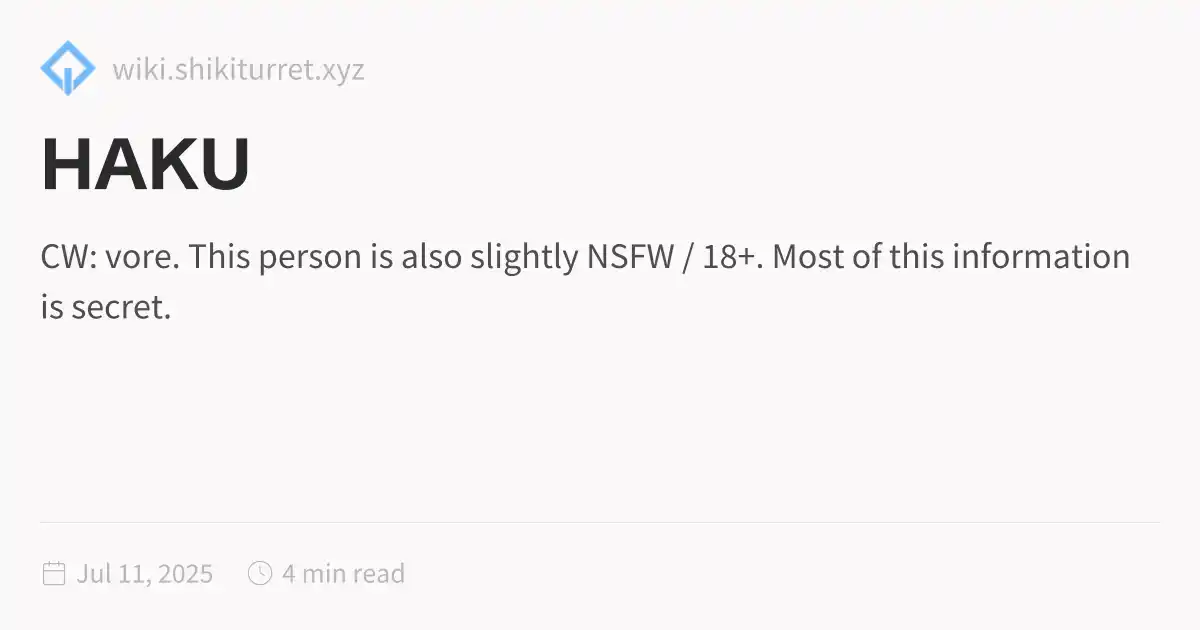 wiki.shikiturret.xyz
HAKU
CW: vore. This person is also slightly NSFW / 18+. Most of this information
is secret.
Jul 11, 2025 4 min read